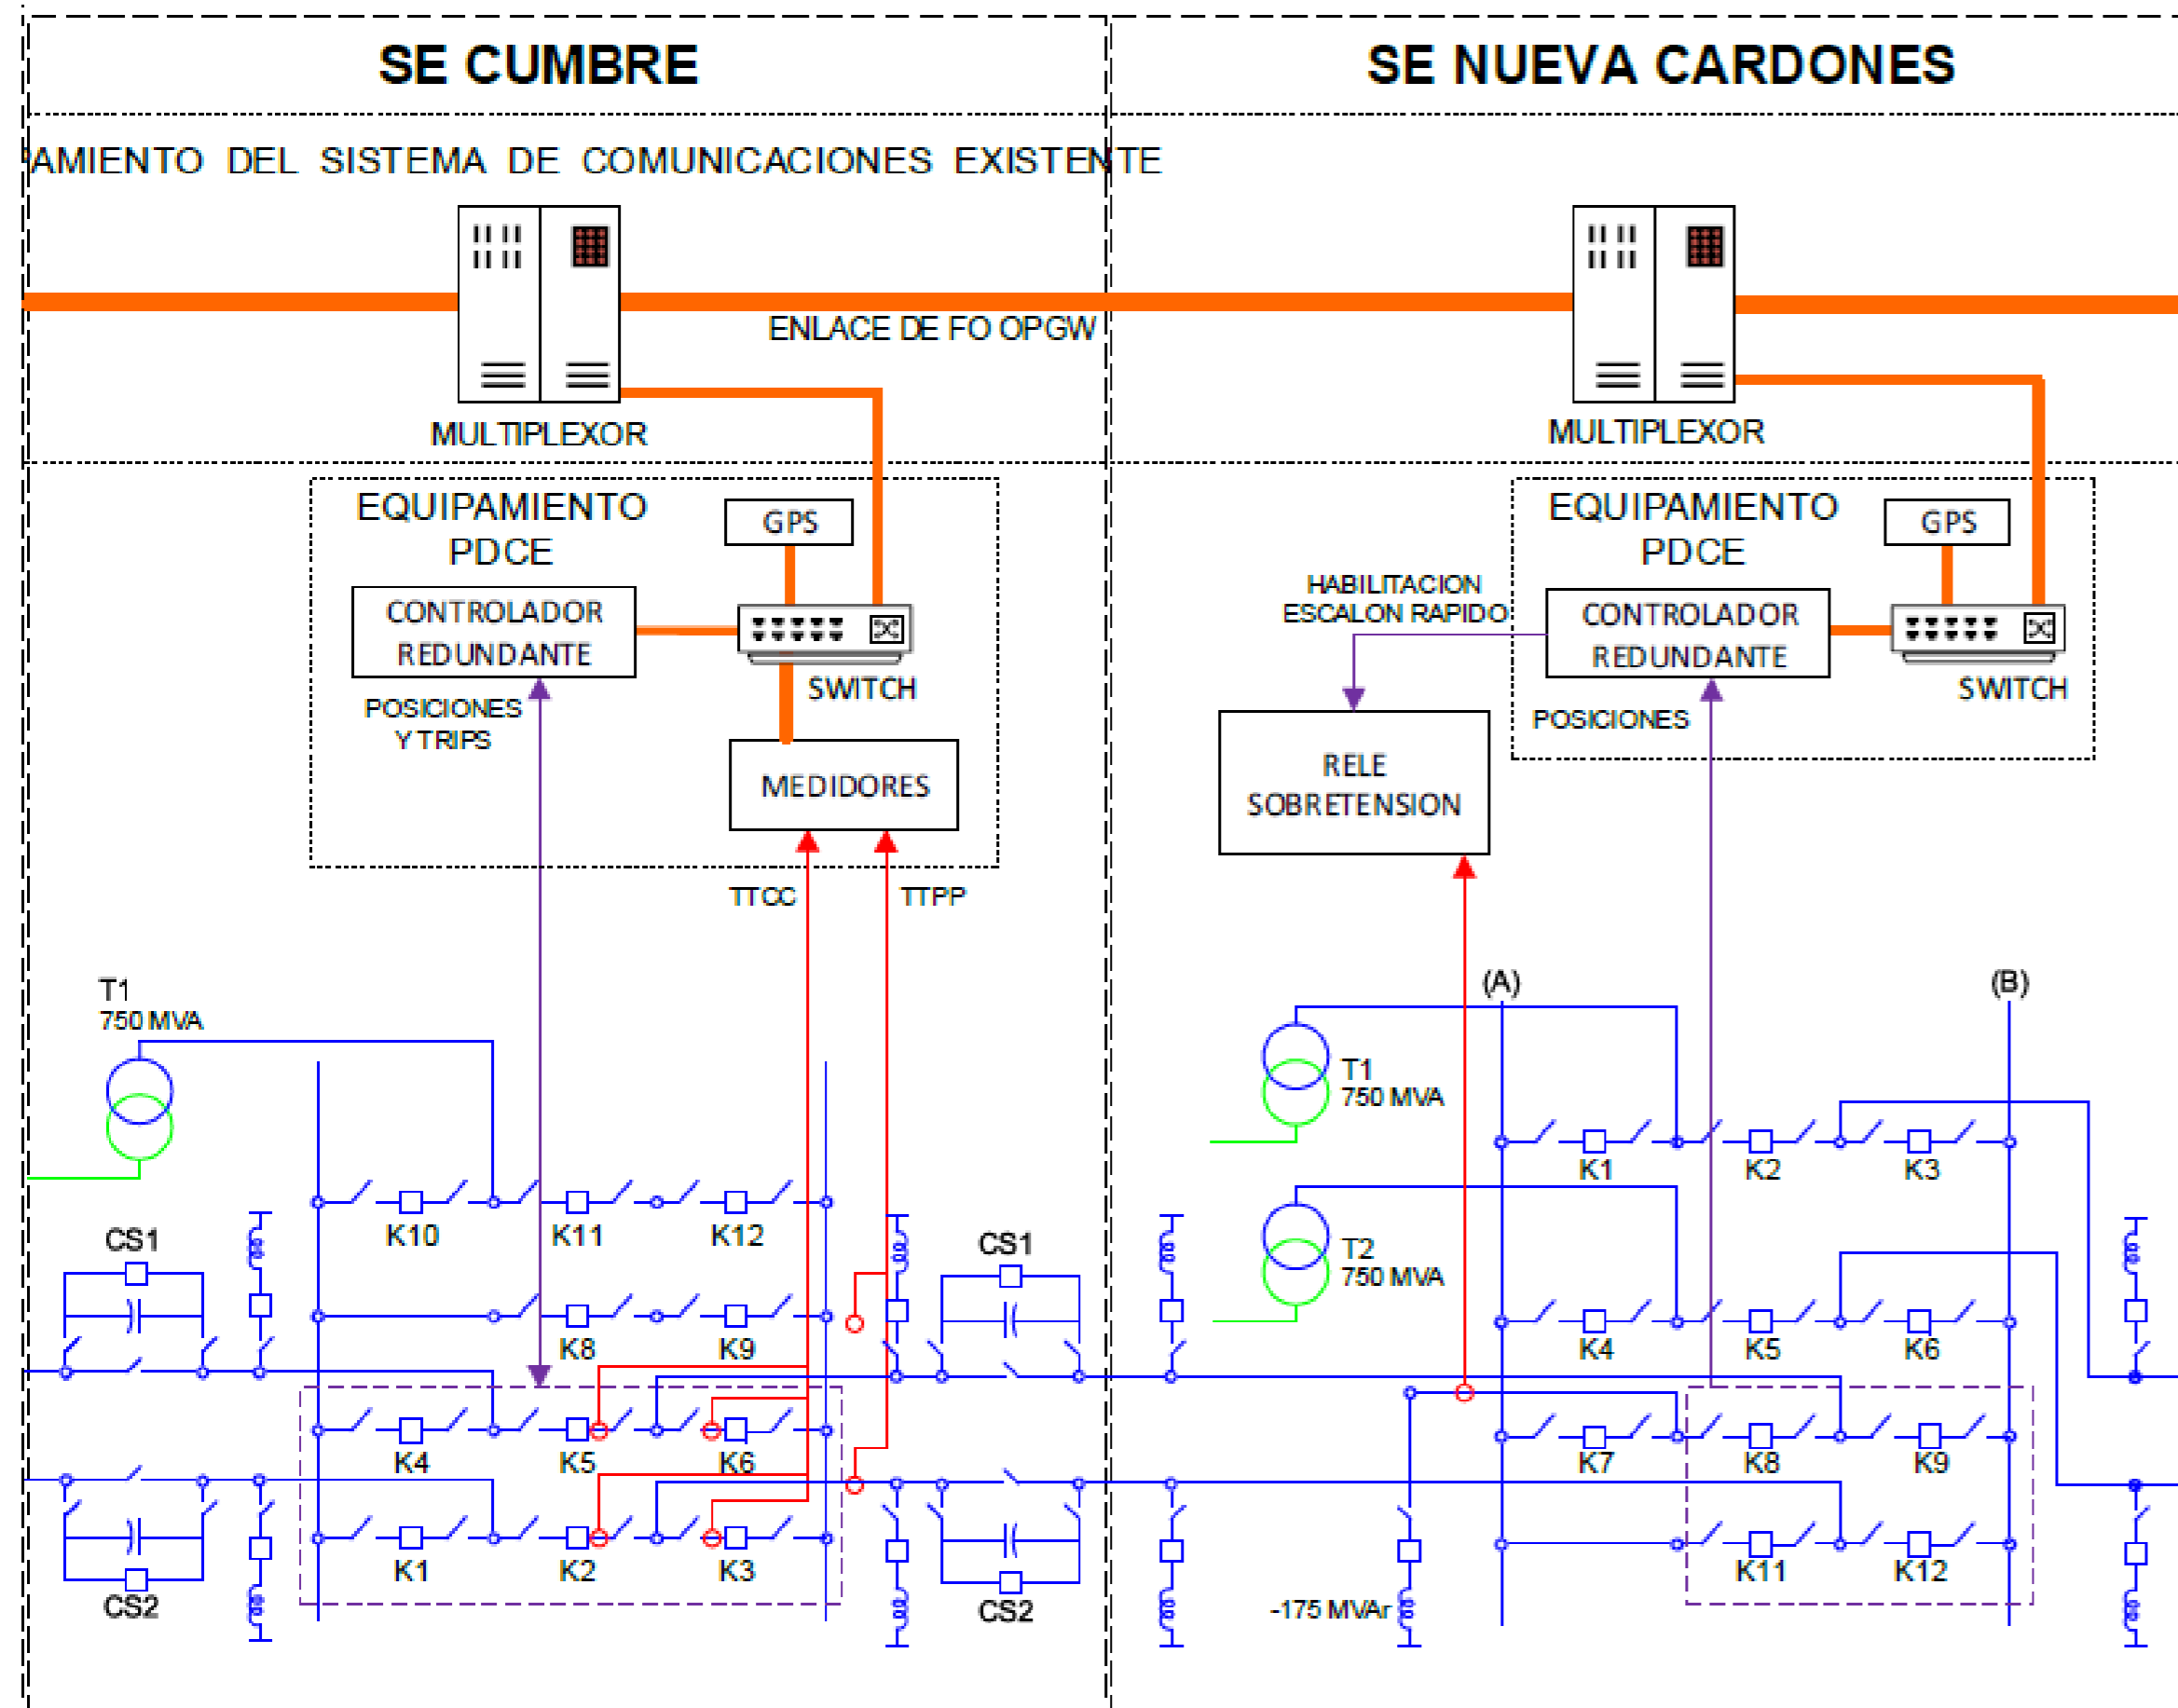 SE CUMBRE
SE NUEVA CARDONES
AMIENTO DEL SISTEMA DE COMUNICACIONES EXISTENTE
ENLACE DE FO OPGW
MULTIPLEXOR
MULTIPLEXOR
EQUIPAMIENTO
PDCE
GPS
CONTROLADOR
REDUNDANTE
SWITCH
POSICIONES
Y TRIPS
MEDIDORES
TTCC
TTPP
EQUIPAMIENTO
PDCE
GPS
HABILITACION
ESCALON RAPIDO
CONTROLADOR
REDUNDANTE
SWITCH
POSICIONES
RELE
SOBRETENSION
T1
750 MVA
K10
K11
K12
CS1
K8
K9
CS1
K4
K5
K6
K1
K2
K3
CS2
CS2
(A)
(B)
T1
750 MVA
K1
K2
K3
T2
750 MVA
K4
K5
K6
K7
K8
K9
K11
K12
-175 MVAr